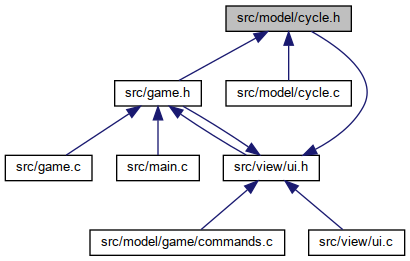 src/model/cycle.h
src/game.h
src/model/cycle.c
src/game.c
src/main.c
src/view/ui.h
src/model/game/commands.c
src/view/ui.c